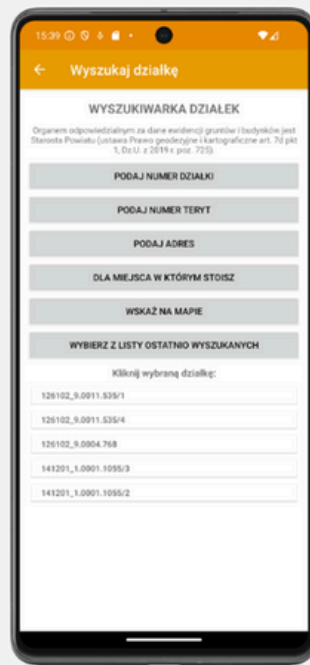 15:39
Wyszukaj działkę
WYSZUKIWARKA DZIAŁEK
Organem odpowiedzialnym za dane ewidencji gruntów i budynków jest
Starosta Powiatu (ustawa Prawo geodezyjne i kartograficzne art. 7d pkt
1, Dz.U. z 2019 r. poz. 725).
PODAJ NUMER DZIAŁKI
PODAJ NUMER TERYT
PODAJ ADRES
DLA MIEJSCA W KTÓRYM STOISZ
WSKAŻ NA MAPIE
WYBIERZ Z LISTY OSTATNIO WYSZUKANYCH
Kliknij wybraną działkę:
126102_9.0011.535/1
126102_9.0011.535/4
126102_9.0004.768
141201_1.0001.1055/3
141201_1.0001.1055/2